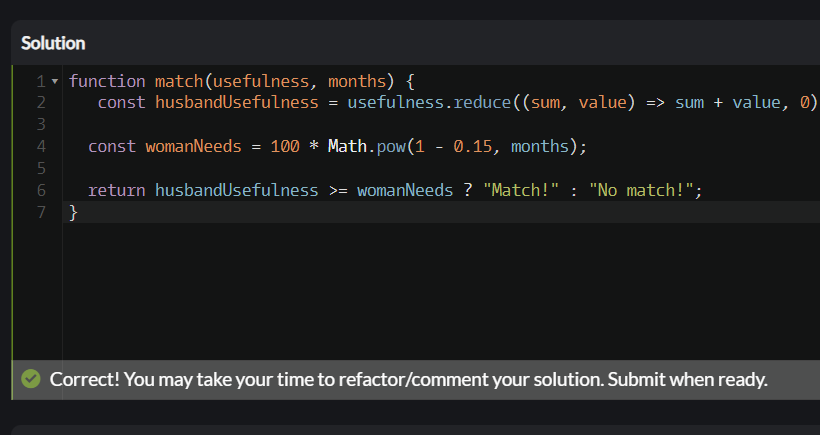 Solution
1 function match(usefulness, months) {
2 const husbandUsefulness = usefulness.reduce((sum, value) => sum + value, 0)
3
4 const womanNeeds = 100 * Math.pow(1 - 0.15, months);
5
6 return husbandUsefulness >= womanNeeds ? "Match!" : "No match!";
7 }
Correct! You may take your time to refactor/comment your solution. Submit when ready.